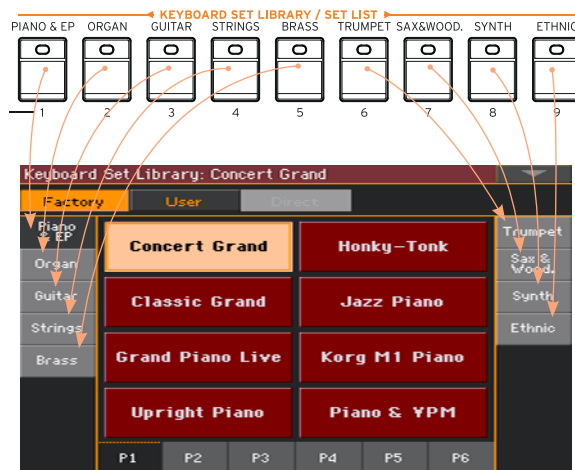 KEYBOARD SET LIBRARY / SET LIST
PIANO & EP ORGAN GUITAR STRINGS BRASS TRUMPET SAX&WOOD. SYNTH ETHNIC
1 2 3 4 5 6 7 8 9
Keyboard Set Library: Concert Grand
Factory User Direct
Piano & EP
Organ
Guitar
Strings
Brass
Concert Grand Honky-Tonk
Classic Grand Jazz Piano
Grand Piano Live Korg M1 Piano
Upright Piano Piano & VPM
Trumpet
Sax & Wood.
Synth
Ethnic
P1 P2 P3 P4 P5 P6